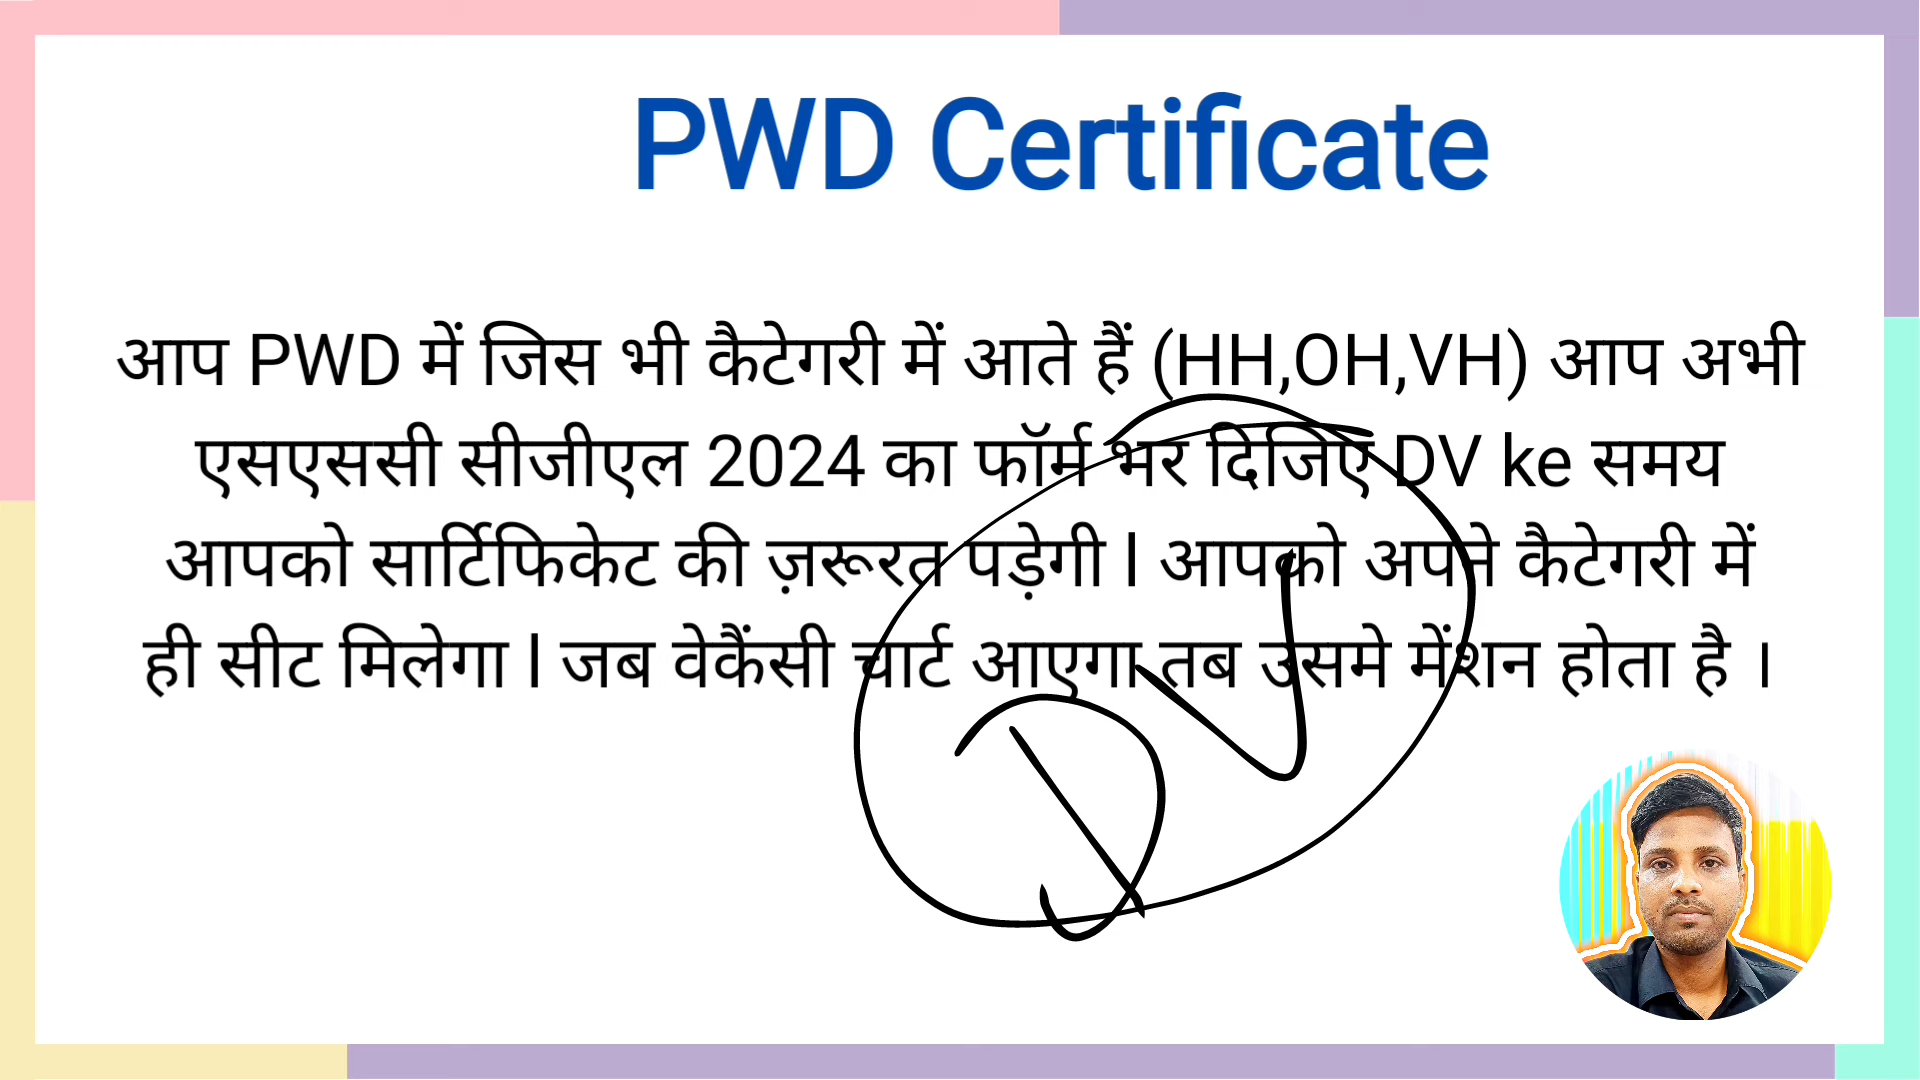 PWD Certificate
आप PWD में जिस भी कैटेगरी में आते हैं (HH,OH,VH) आप अभी
एसएससी सीजीएल 2024 का फॉर्म भर दिजिए DV ke समय
आपको सार्टिफिकेट की ज़रूरत पड़ेगी l आपको अपने कैटेगरी में
ही सीट मिलेगा l जब वेकैंसी चार्ट आएगा तब उसमे मेंशन होता है ।
DV